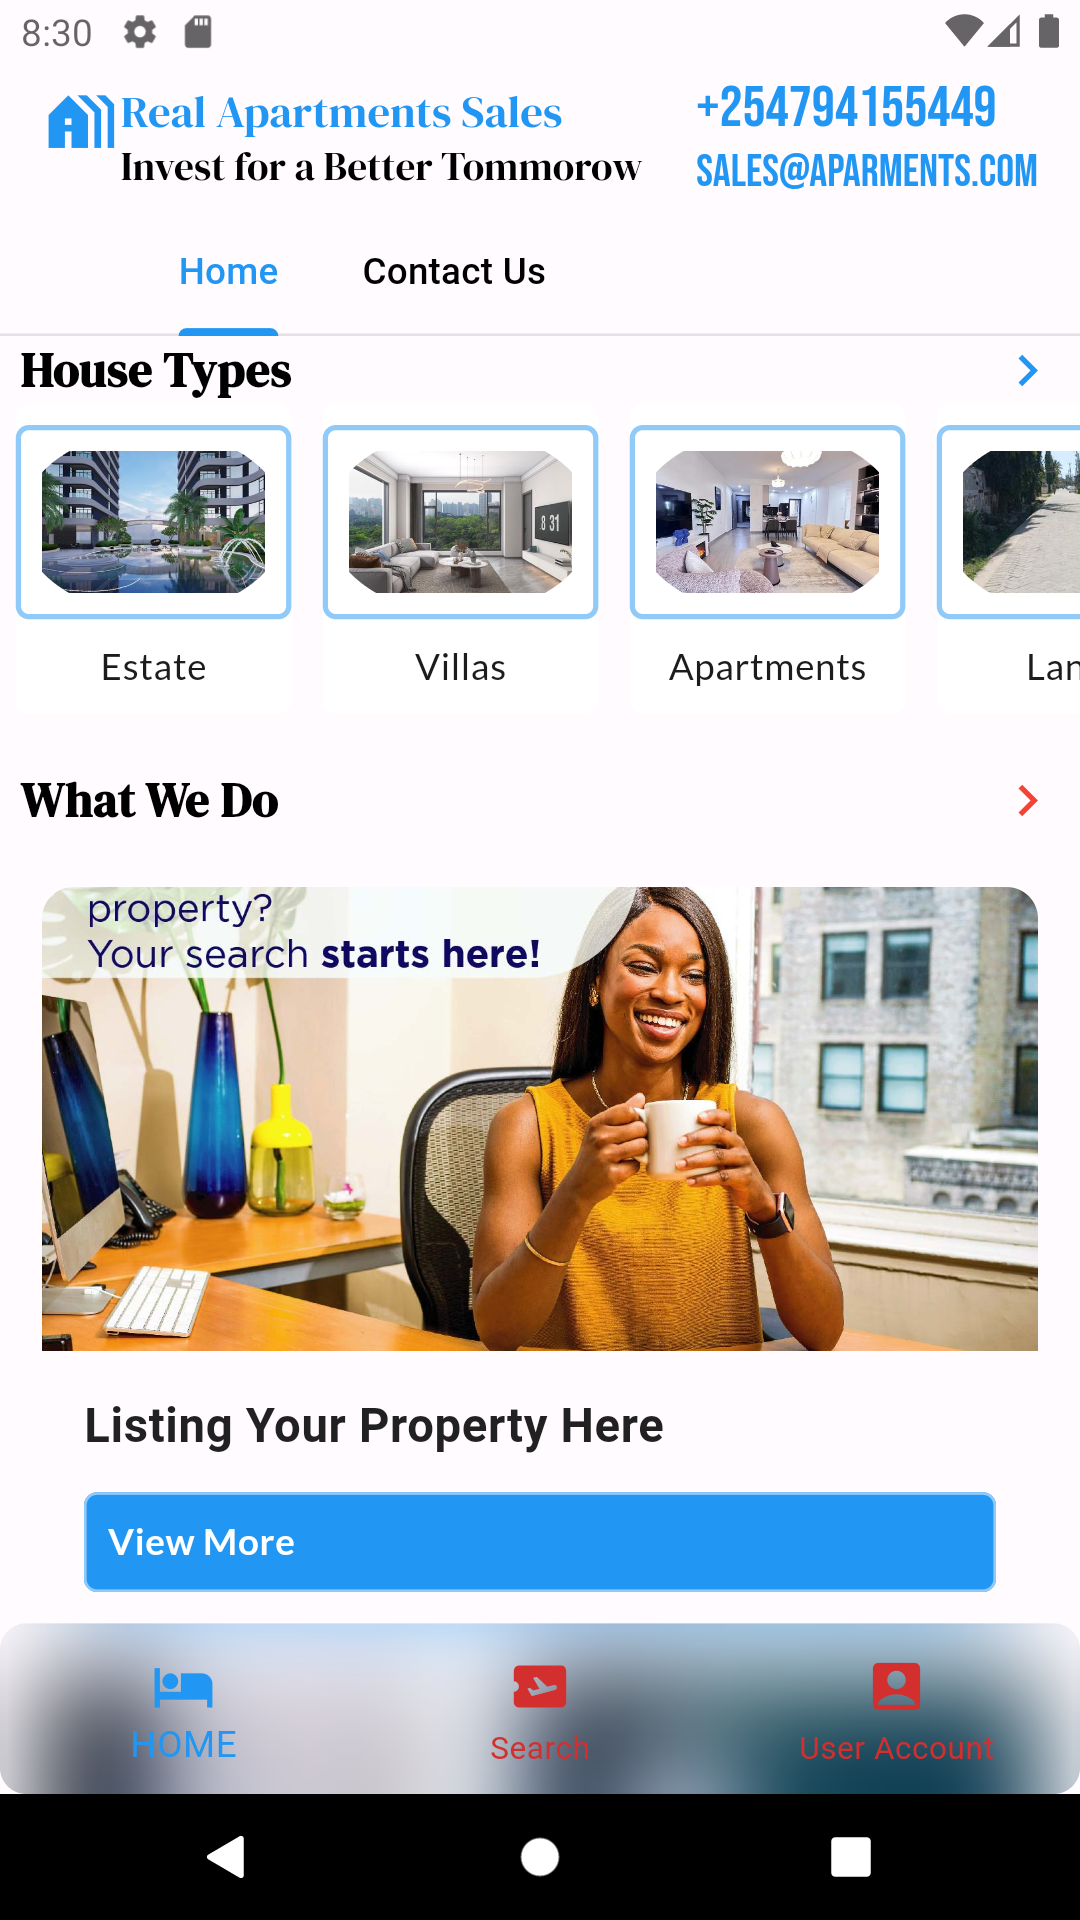 8:30
Real Apartments Sales
Invest for a Better Tommorow
+254794155449
SALES@APARMENTS.COM
Home
Contact Us
House Types
8 31
Estate
Villas
Apartments
Lan
What We Do
property?
Your search starts here!
Listing Your Property Here
View More
HOME
Search
User Account